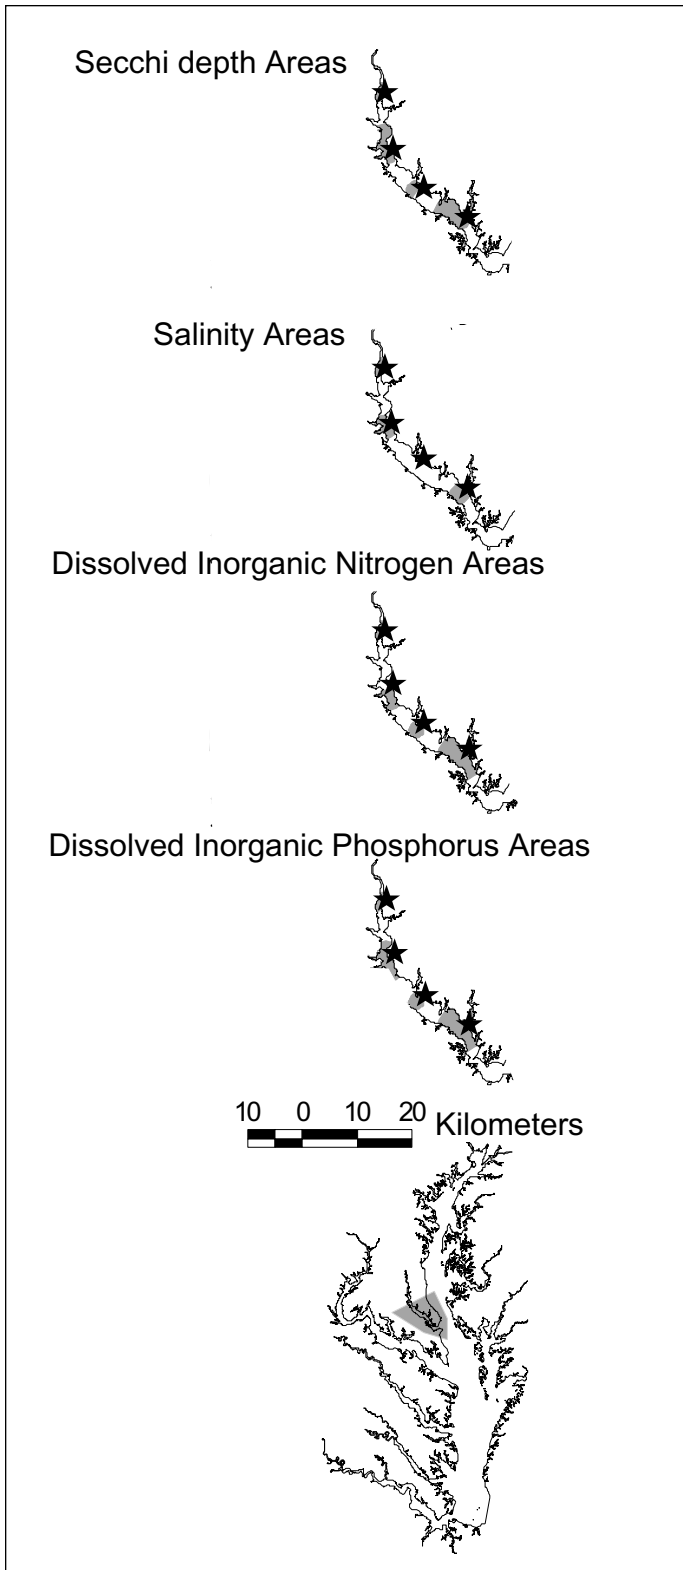 Secchi depth Areas
Salinity Areas
Dissolved Inorganic Nitrogen Areas
Dissolved Inorganic Phosphorus Areas
10 0 10 20 Kilometers